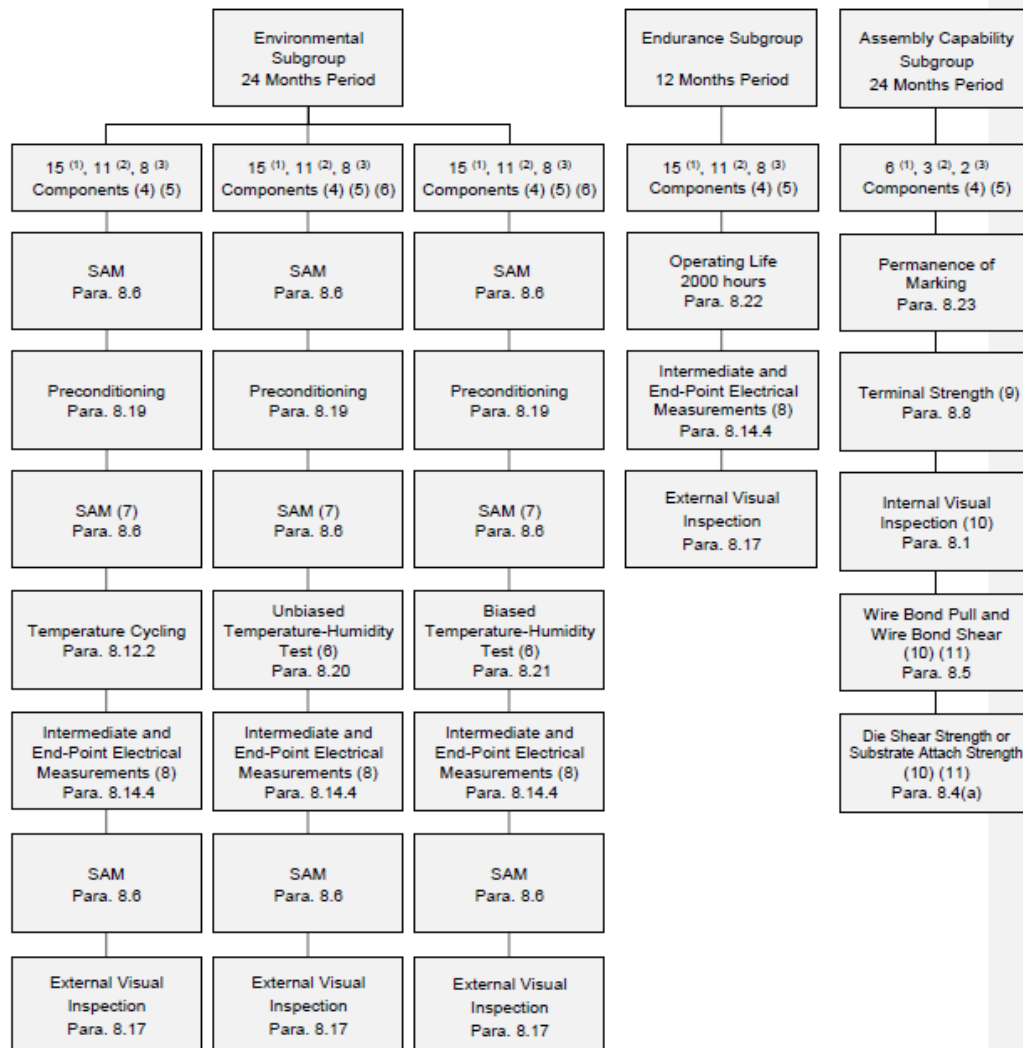 Environmental
Subgroup
24 Months Period
Endurance Subgroup
12 Months Period
Assembly Capability
Subgroup
24 Months Period
15 (1), 11 (2), 8 (3)
Components (4) (5)
SAM
Para. 8.6
Preconditioning
Para. 8.19
SAM (7)
Para. 8.6
Temperature Cycling
Para. 8.12.2
Intermediate and
End-Point Electrical
Measurements (8)
Para. 8.14.4
SAM
Para. 8.6
External Visual
Inspection
Para. 8.17
15 (1), 11 (2), 8 (3)
Components (4) (5) (6)
SAM
Para. 8.6
Preconditioning
Para. 8.19
SAM (7)
Para. 8.6
Unbiased
Temperature-Humidity
Test (6)
Para. 8.20
Intermediate and
End-Point Electrical
Measurements (8)
Para. 8.14.4
SAM
Para. 8.6
External Visual
Inspection
Para. 8.17
15 (1), 11 (2), 8 (3)
Components (4) (5) (6)
SAM
Para. 8.6
Preconditioning
Para. 8.19
SAM (7)
Para. 8.6
Biased
Temperature-Humidity
Test (6)
Para. 8.21
Intermediate and
End-Point Electrical
Measurements (8)
Para. 8.14.4
SAM
Para. 8.6
External Visual
Inspection
Para. 8.17
15 (1), 11 (2), 8 (3)
Components (4) (5)
Operating Life
2000 hours
Para. 8.22
Intermediate and
End-Point Electrical
Measurements (8)
Para. 8.14.4
External Visual
Inspection
Para. 8.17
6 (1), 3 (2), 2 (3)
Components (4) (5)
Permanence of
Marking
Para. 8.23
Terminal Strength (9)
Para. 8.8
Internal Visual
Inspection (10)
Para. 8.1
Wire Bond Pull and
Wire Bond Shear
(10) (11)
Para. 8.5
Die Shear Strength or
Substrate Attach Strength
(10) (11)
Para. 8.4(a)